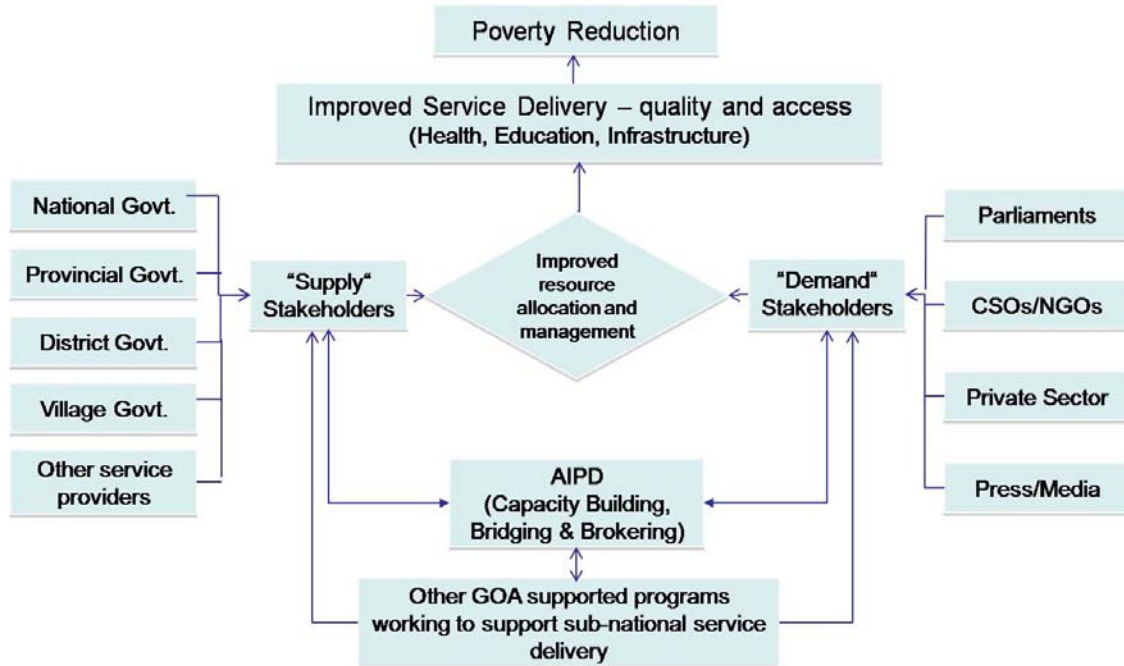 Poverty Reduction
Improved Service Delivery – quality and access
(Health, Education, Infrastructure)
National Govt.
Provincial Govt.
District Govt.
Village Govt.
Other service
providers
“Supply“
Stakeholders
Improved
resource
allocation and
management
“Demand“
Stakeholders
Parliaments
CSOs/NGOs
Private Sector
Press/Media
AIPD
(Capacity Building,
Bridging & Brokering)
Other GOA supported programs
working to support sub-national service
delivery